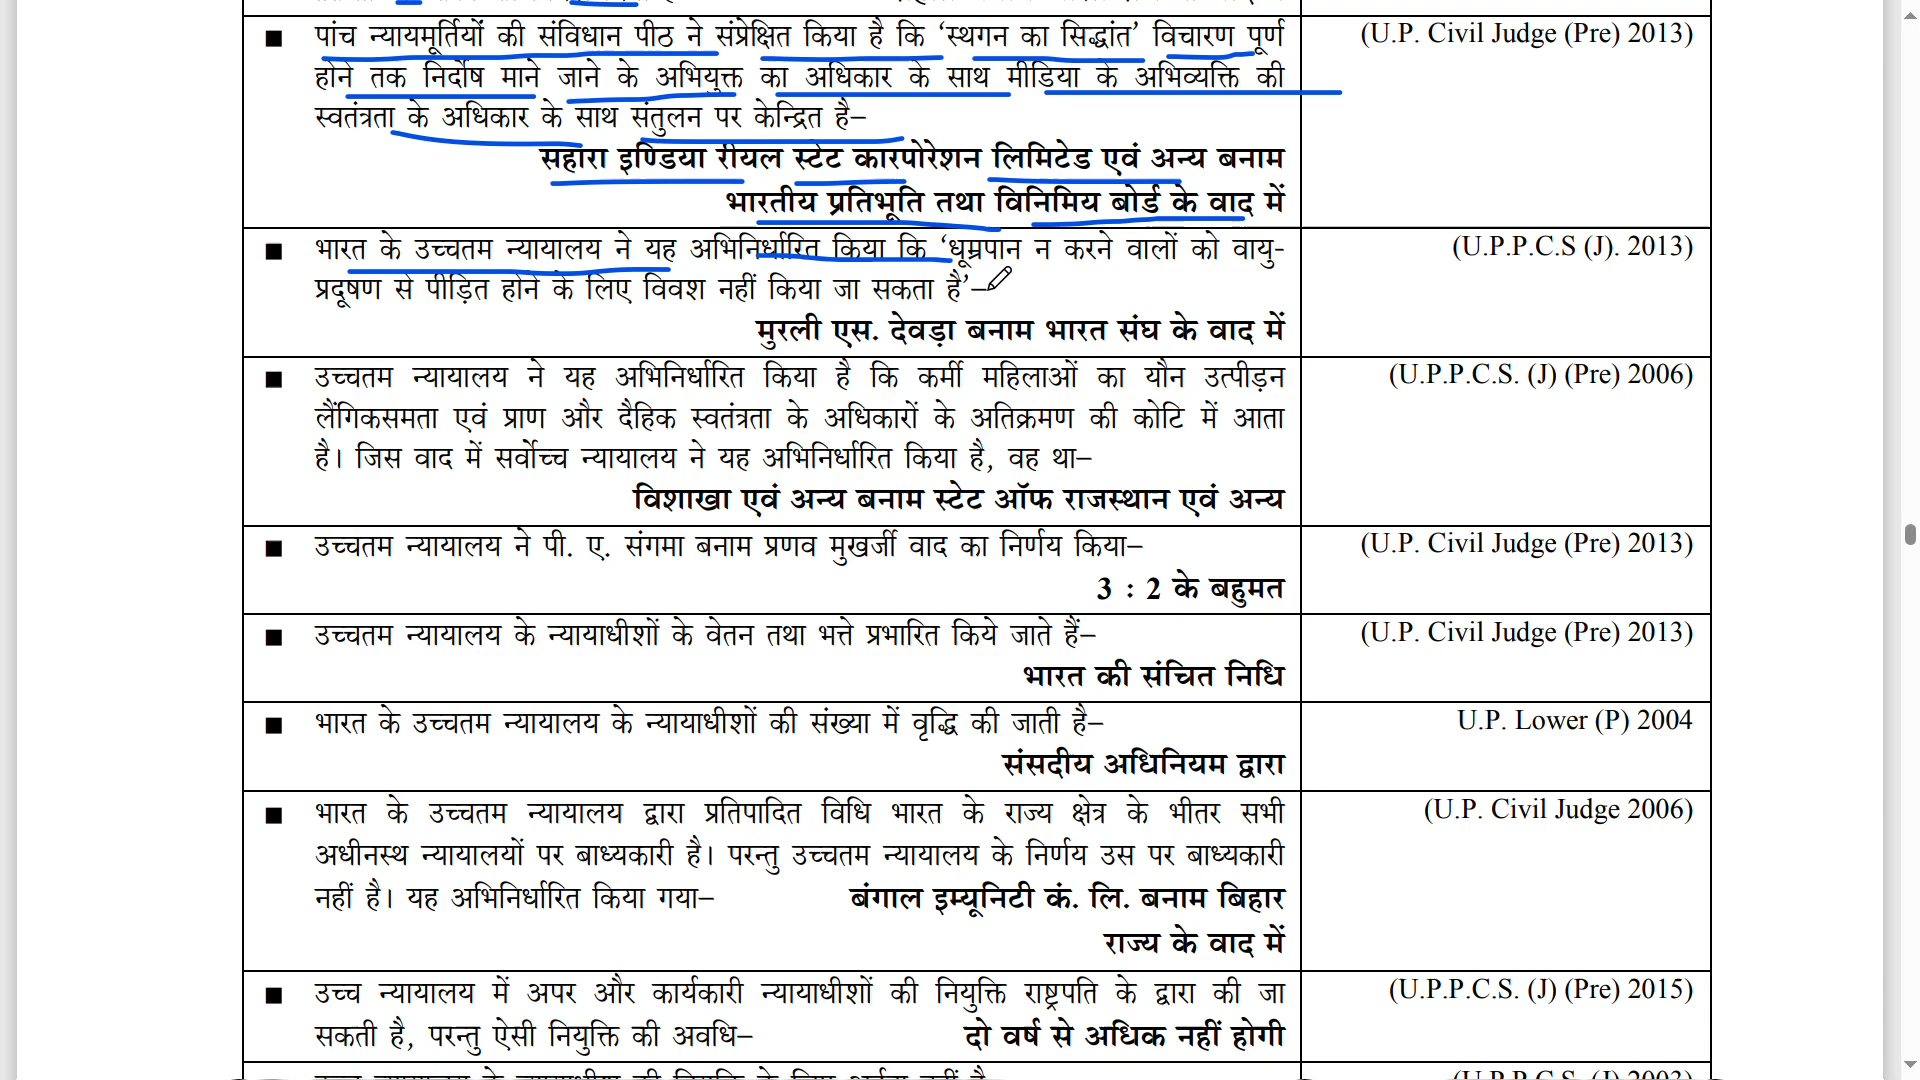 पांच न्यायमूर्तियों की संविधान पीठ ने संप्रेक्षित किया है कि ‘स्थगन का सिद्धांत’ विचारण पूर्ण
होने तक निर्दोष माने जाने के अभियुक्त का अधिकार के साथ मीडिया के अभिव्यक्ति की
स्वतंत्रता के अधिकार के साथ संतुलन पर केन्द्रित है–
सहारा इण्डिया रीयल स्टेट कारपोरेशन लिमिटेड एवं अन्य बनाम
भारतीय प्रतिभूति तथा विनिमिय बोर्ड के वाद में
(U.P. Civil Judge (Pre) 2013)
भारत के उच्चतम न्यायालय ने यह अभिनिर्धारित किया कि ‘धूम्रपान न करने वालों को वायु-
प्रदूषण से पीड़ित होने के लिए विवश नहीं किया जा सकता है’–
मुरली एस. देवड़ा बनाम भारत संघ के वाद में
(U.P.P.C.S (J). 2013)
उच्चतम न्यायालय ने यह अभिनिर्धारित किया है कि कर्मी महिलाओं का यौन उत्पीड़न
लैंगिकसमता एवं प्राण और दैहिक स्वतंत्रता के अधिकारों के अतिक्रमण की कोटि में आता
है। जिस वाद में सर्वोच्च न्यायालय ने यह अभिनिर्धारित किया है, वह था–
विशाखा एवं अन्य बनाम स्टेट ऑफ राजस्थान एवं अन्य
(U.P.P.C.S. (J) (Pre) 2006)
उच्चतम न्यायालय ने पी. ए. संगमा बनाम प्रणव मुखर्जी वाद का निर्णय किया–
3 : 2 के बहुमत
(U.P. Civil Judge (Pre) 2013)
उच्चतम न्यायालय के न्यायाधीशों के वेतन तथा भत्ते प्रभारित किये जाते हैं–
भारत की संचित निधि
(U.P. Civil Judge (Pre) 2013)
भारत के उच्चतम न्यायालय के न्यायाधीशों की संख्या में वृद्धि की जाती है–
संसदीय अधिनियम द्वारा
U.P. Lower (P) 2004
भारत के उच्चतम न्यायालय द्वारा प्रतिपादित विधि भारत के राज्य क्षेत्र के भीतर सभी
अधीनस्थ न्यायालयों पर बाध्यकारी है। परन्तु उच्चतम न्यायालय के निर्णय उस पर बाध्यकारी
नहीं है। यह अभिनिर्धारित किया गया– बंगाल इम्यूनिटी कं. लि. बनाम बिहार
राज्य के वाद में
(U.P. Civil Judge 2006)
उच्च न्यायालय में अपर और कार्यकारी न्यायाधीशों की नियुक्ति राष्ट्रपति के द्वारा की जा
सकती है, परन्तु ऐसी नियुक्ति की अवधि– दो वर्ष से अधिक नहीं होगी
(U.P.P.C.S. (J) (Pre) 2015)